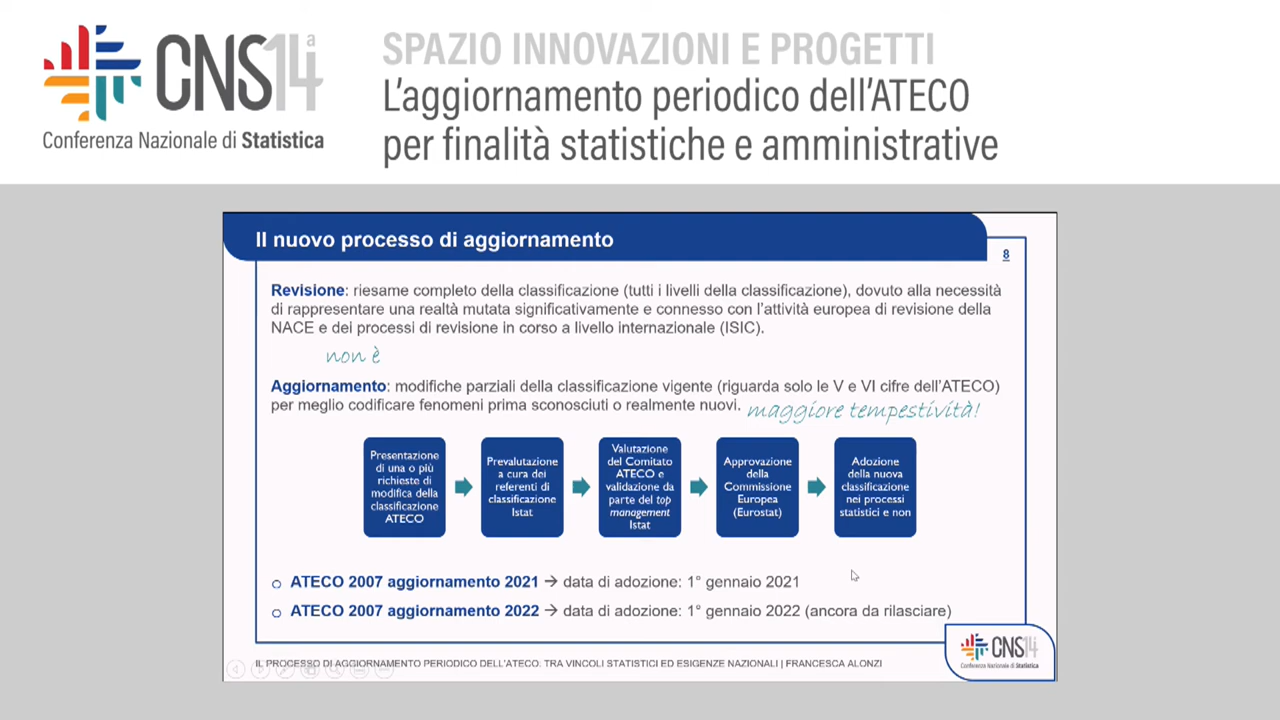 CNS14ª
Conferenza Nazionale di Statistica
SPAZIO INNOVAZIONI E PROGETTI
L'aggiornamento periodico dell'ATECO
per finalità statistiche e amministrative
Il nuovo processo di aggiornamento
8
Revisione: riesame completo della classificazione (tutti i livelli della classificazione), dovuto alla necessità
di rappresentare una realtà mutata significativamente e connesso con l'attività europea di revisione della
NACE e dei processi di revisione in corso a livello internazionale (ISIC).
non è
Aggiornamento: modifiche parziali della classificazione vigente (riguarda solo le V e VI cifre dell'ATECO)
per meglio codificare fenomeni prima sconosciuti o realmente nuovi. maggiore tempestività!
Presentazione
di una o più
richieste di
modifica della
classificazione
ATECO
Prevalutazione
a cura dei
referenti di
classificazione
Istat
Valutazione
del Comitato
ATECO e
validazione da
parte del top
management
Istat
Approvazione
della
Commissione
Europea
(Eurostat)
Adozione
della nuova
classificazione
nei processi
statistici e non
ATECO 2007 aggiornamento 2021 → data di adozione: 1° gennaio 2021
ATECO 2007 aggiornamento 2022 → data di adozione: 1° gennaio 2022 (ancora da rilasciare)
IL PROCESSO DI AGGIORNAMENTO PERIODICO DELL'ATECO: TRA VINCOLI STATISTICI ED ESIGENZE NAZIONALI | FRANCESCA ALONZI
CNS14
Conferenza Nazionale di Statistica